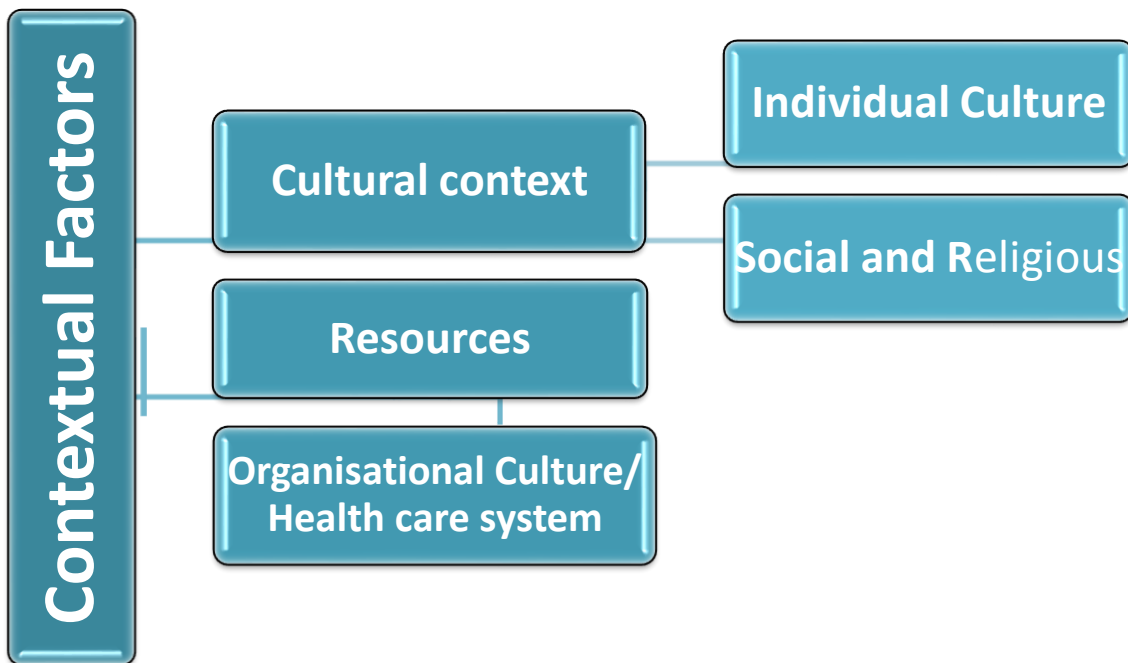 Contextual Factors
Cultural context
Individual Culture
Social and Religious
Resources
Organisational Culture/
Health care system